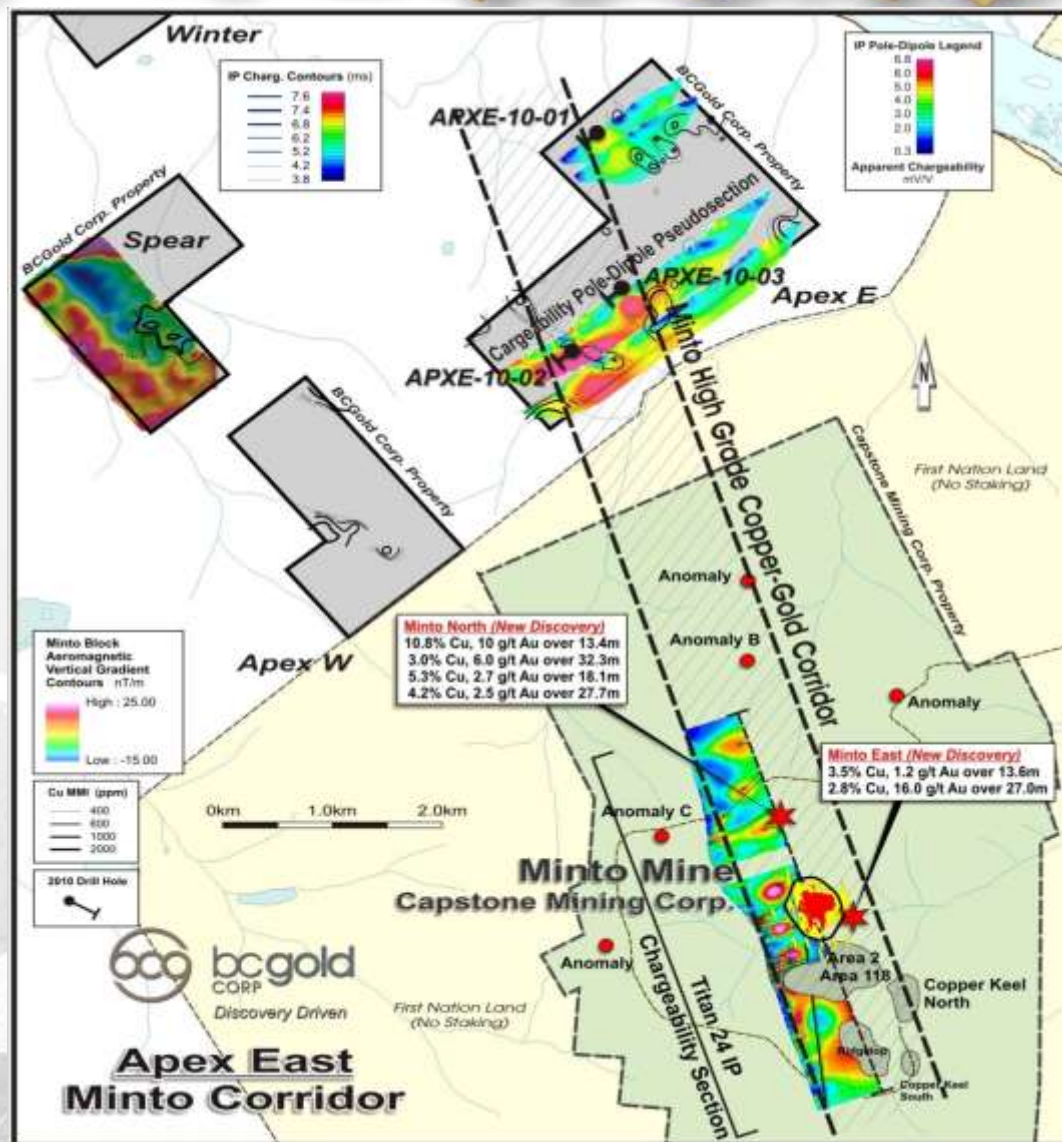 Winter
IP Charg. Contours (ms)
7.6
7.4
6.8
6.2
5.2
4.2
3.8
APXE-10-01
BCGold Corp. Property
IP Pole-Dipole Legend
6.8
6.0
5.0
4.0
3.0
2.0
0.3
Apparent Chargeability
mV/V
BCGold Corp. Property
Spear
Cargeability Pole-Dipole Pseudosection
APXE-10-03
Apex E
APXE-10-02
N
BCGold Corp. Property
Minto High Grade Copper-Gold Corridor
Capstone Mining Corp. Property
First Nation Land
(No Staking)
Anomaly
Minto North (New Discovery)
10.8% Cu, 10 g/t Au over 13.4m
3.0% Cu, 6.0 g/t Au over 32.3m
5.3% Cu, 2.7 g/t Au over 18.1m
4.2% Cu, 2.5 g/t Au over 27.7m
Anomaly B
Apex W
Minto Block
Aeromagnetic
Vertical Gradient
Contours nT/m
High : 25.00
Low : -15.00
Anomaly
Minto East (New Discovery)
3.5% Cu, 1.2 g/t Au over 13.6m
2.8% Cu, 16.0 g/t Au over 27.0m
Cu MMI (ppm)
400
600
1000
2000
0km 1.0km 2.0km
Anomaly C
2010 Drill Hole
Minto Mine
Capstone Mining Corp.
Anomaly
Area 2
Area 118
Copper Keel
North
Titan 24 IP
Chargeability Section
bcgold
CORP
Discovery Driven
First Nation Land
(No Staking)
Ridgetop
Copper Keel
South
Apex East
Minto Corridor